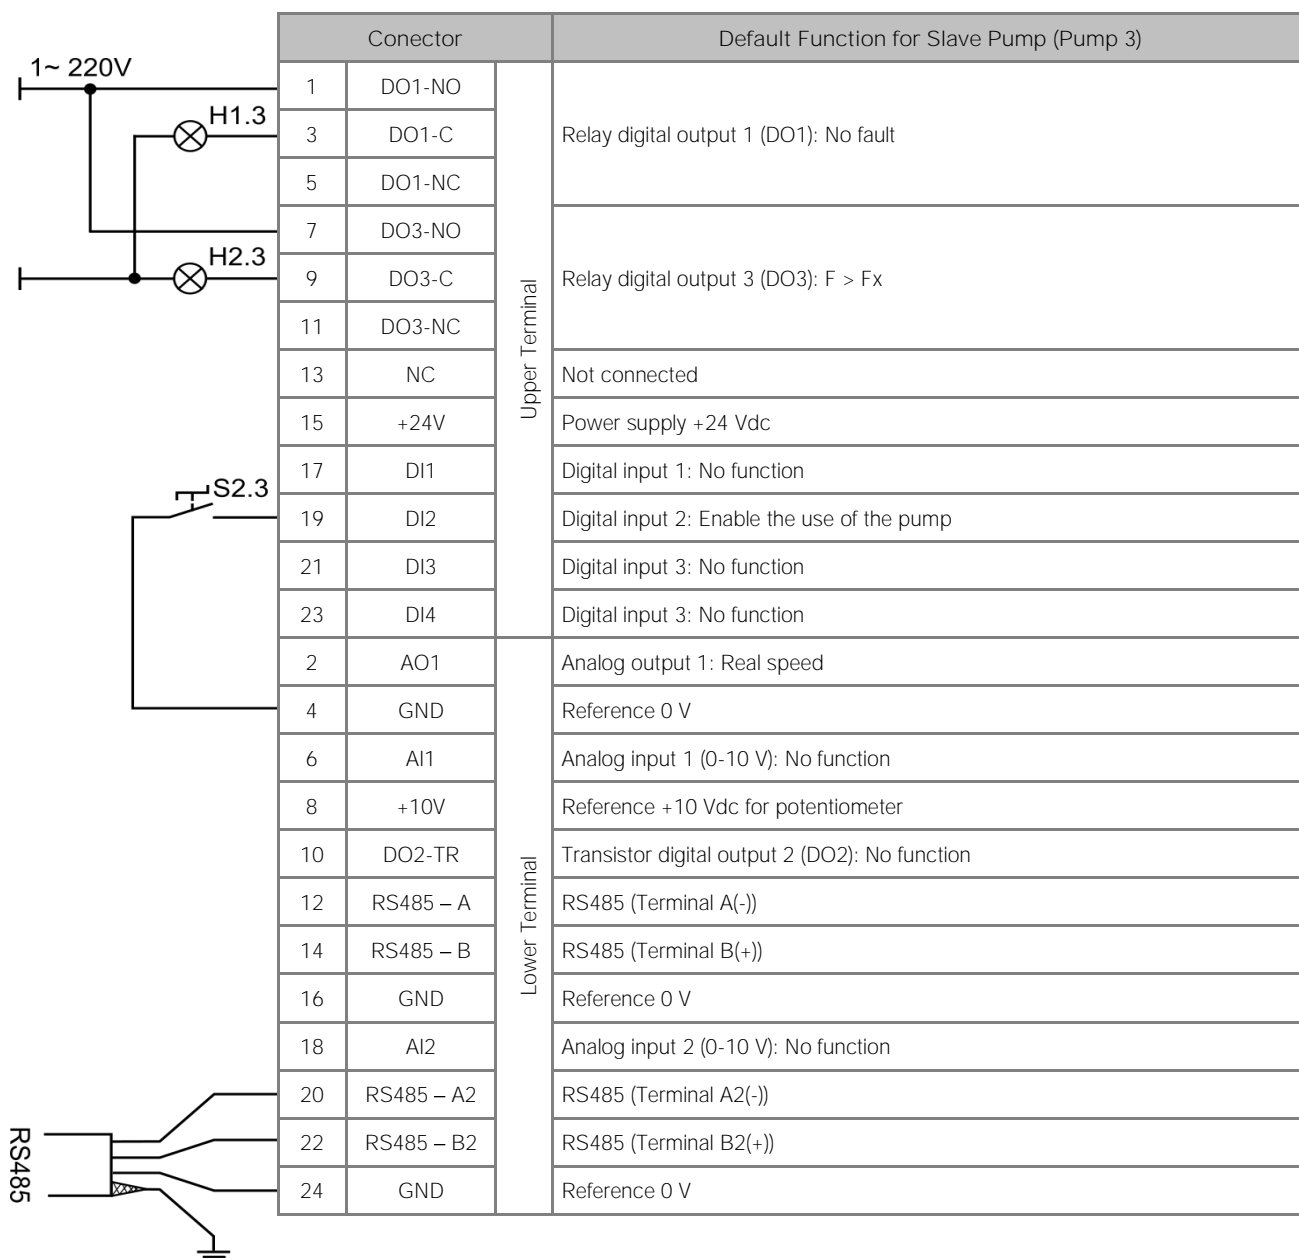 Conector Default Function for Slave Pump (Pump 3)
1~ 220V
1 DO1-NO
H1.3
3 DO1-C Relay digital output 1 (DO1): No fault
5 DO1-NC
7 DO3-NO
H2.3
9 DO3-C Relay digital output 3 (DO3): F > Fx
11 DO3-NC
Upper Terminal
13 NC Not connected
15 +24V Power supply +24 Vdc
17 DI1 Digital input 1: No function
S2.3
19 DI2 Digital input 2: Enable the use of the pump
21 DI3 Digital input 3: No function
23 DI4 Digital input 3: No function
2 AO1 Analog output 1: Real speed
4 GND Reference 0 V
6 AI1 Analog input 1 (0-10 V): No function
8 +10V Reference +10 Vdc for potentiometer
10 DO2-TR Transistor digital output 2 (DO2): No function
12 RS485 – A RS485 (Terminal A(-))
Lower Terminal
14 RS485 – B RS485 (Terminal B(+))
16 GND Reference 0 V
18 AI2 Analog input 2 (0-10 V): No function
20 RS485 – A2 RS485 (Terminal A2(-))
22 RS485 – B2 RS485 (Terminal B2(+))
RS485
24 GND Reference 0 V